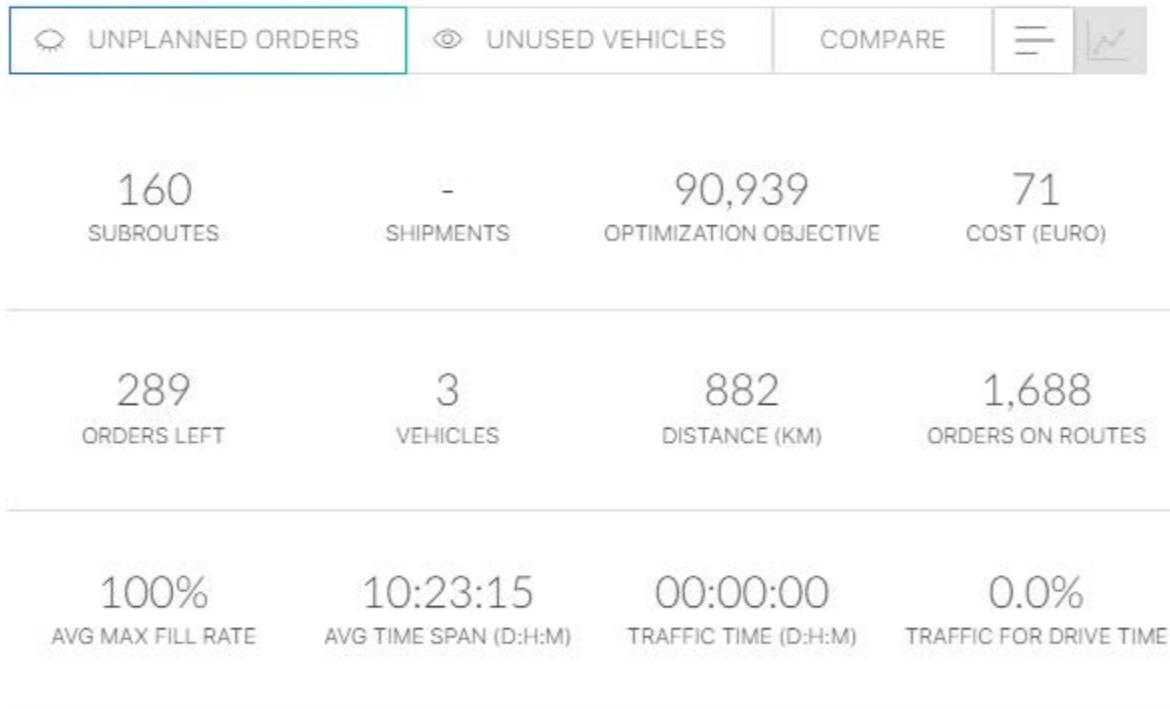 UNPLANNED ORDERS UNUSED VEHICLES COMPARE
160 - 90,939 71
SUBROUTES SHIPMENTS OPTIMIZATION OBJECTIVE COST (EURO)
289 3 882 1,688
ORDERS LEFT VEHICLES DISTANCE (KM) ORDERS ON ROUTES
100% 10:23:15 00:00:00 0.0%
AVG MAX FILL RATE AVG TIME SPAN (D:H:M) TRAFFIC TIME (D:H:M) TRAFFIC FOR DRIVE TIME